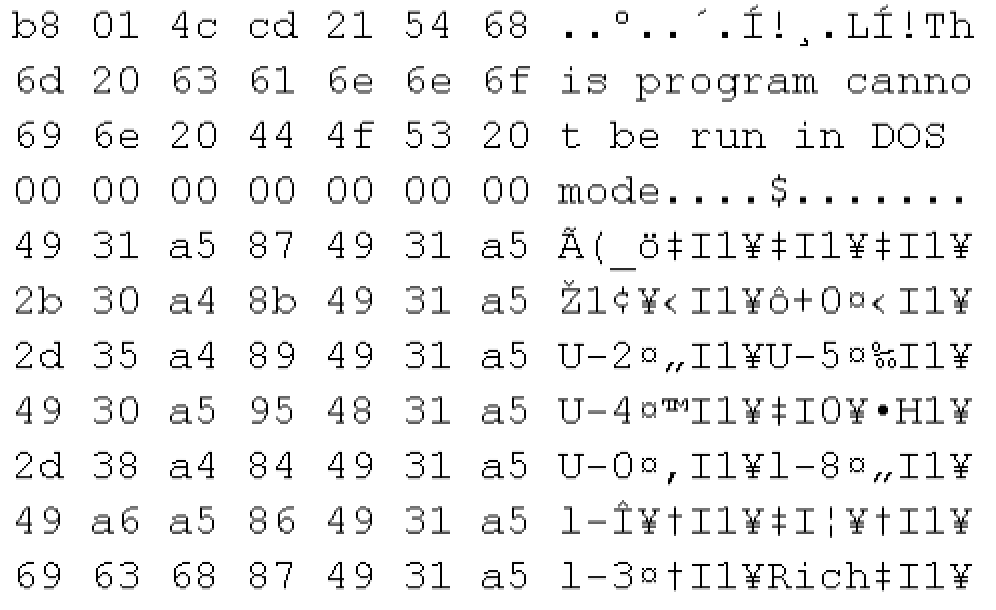 b8 01 4c cd 21 54 68 ..º..´.Í!¸.LÍ!Th
6d 20 63 61 6e 6e 6f is program canno
69 6e 20 44 4f 53 20 t be run in DOS
00 00 00 00 00 00 00 mode....$.......
49 31 a5 87 49 31 a5 Ã(_ö‡I1¥‡I1¥‡I1¥
2b 30 a4 8b 49 31 a5 Ž1¢¥‹I1¥ô+0¤‹I1¥
2d 35 a4 89 49 31 a5 U-2¤„I1¥U-5¤‰I1¥
49 30 a5 95 48 31 a5 U-4¤™I1¥‡I0¥•H1¥
2d 38 a4 84 49 31 a5 U-0¤‚I1¥l-8¤„I1¥
49 a6 a5 86 49 31 a5 l-Î¥†I1¥‡I¦¥†I1¥
69 63 68 87 49 31 a5 l-3¤†I1¥Rich‡I1¥